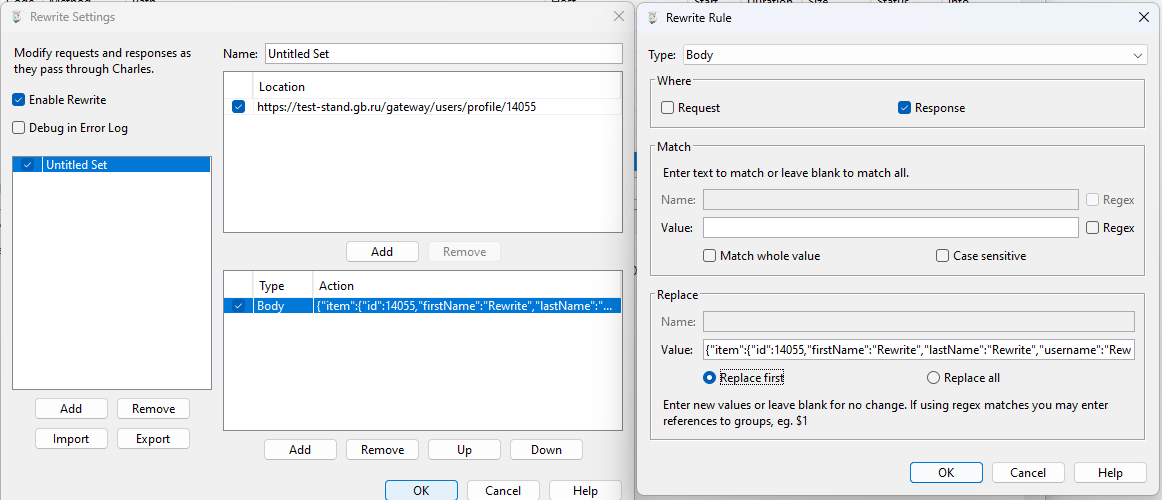 Rewrite Settings
Modify requests and responses as
they pass through Charles.
Enable Rewrite
Debug in Error Log
Untitled Set
Add
Remove
Import
Export
Name:
Untitled Set
Location
https://test-stand.gb.ru/gateway/users/profile/14055
Add
Remove
Type
Action
Body
{"item":{"id":14055,"firstName":"Rewrite","lastName":"...
Add
Remove
Up
Down
OK
Cancel
Help
Rewrite Rule
Type:
Body
Where
Request
Response
Match
Enter text to match or leave blank to match all.
Name:
Regex
Value:
Regex
Match whole value
Case sensitive
Replace
Name:
Value:
{"item":{"id":14055,"firstName":"Rewrite","lastName":"Rewrite","username":"Rew
Replace first
Replace all
Enter new values or leave blank for no change. If using regex matches you may enter
references to groups, eg. $1
OK
Cancel
Help